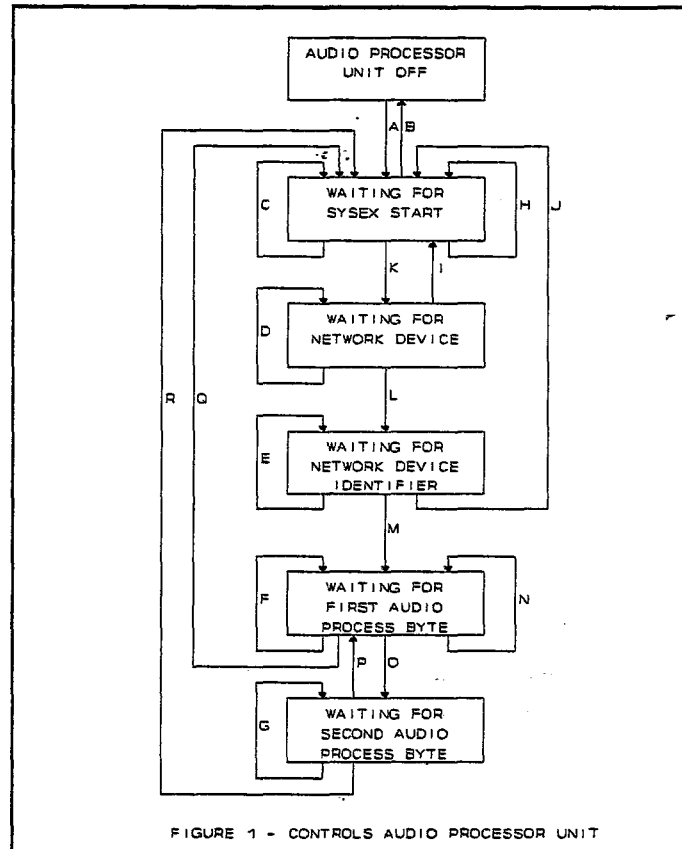 AUDIO PROCESSOR
UNIT OFF
A B
WAITING FOR
SYSEX START
C
H
J
K
I
WAITING FOR
NETWORK DEVICE
D
L
R
Q
WAITING FOR
NETWORK DEVICE
IDENTIFIER
E
M
WAITING FOR
FIRST AUDIO
PROCESS BYTE
F
N
P
O
WAITING FOR
SECOND AUDIO
PROCESS BYTE
G
FIGURE 1 - CONTROLS AUDIO PROCESSOR UNIT